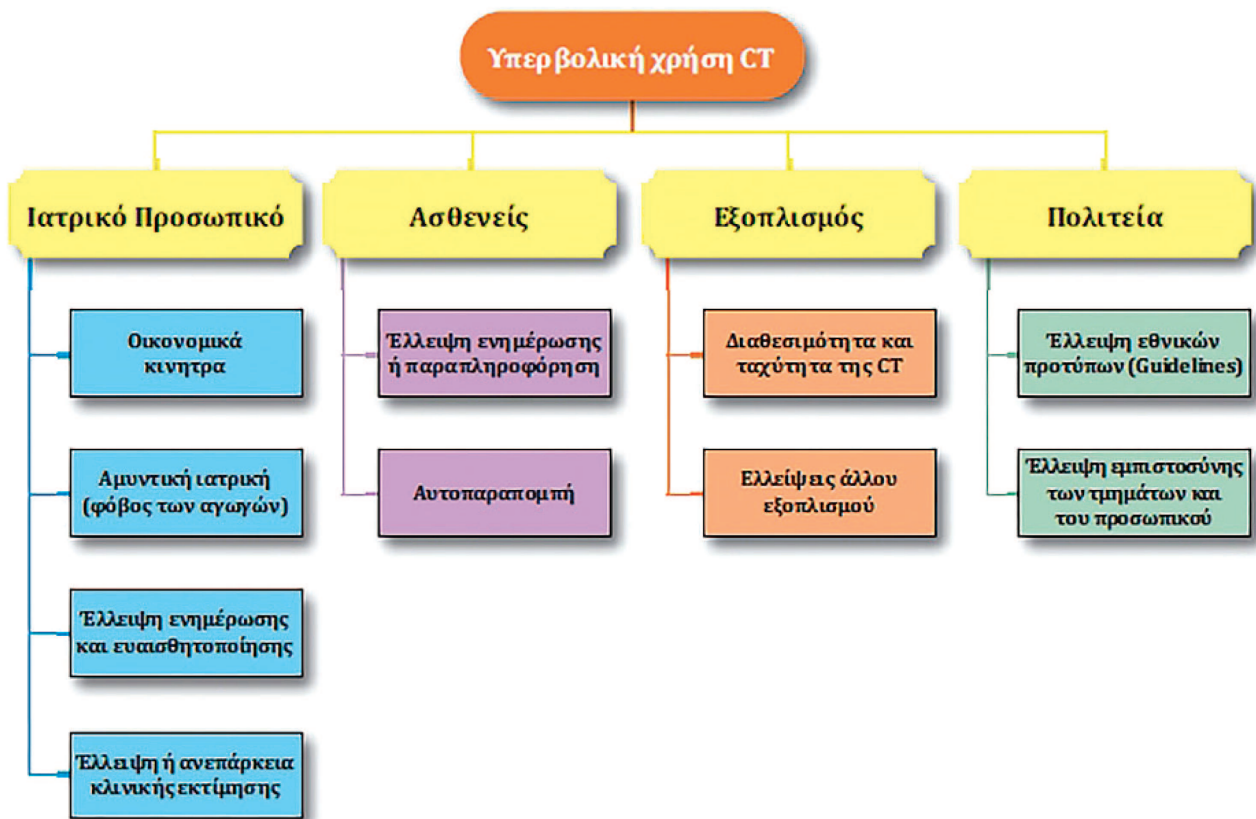 Υπερβολική χρήση CT
Ιατρικό Προσωπικό
Ασθενείς
Εξοπλισμός
Πολιτεία
Οικονομικά
κινητρα
Αμυντική ιατρική
(φόβος των αγωγών)
Έλλειψη ενημέρωσης
και ευαισθητοποίησης
Έλλειψη ή ανεπάρκεια
κλινικής εκτίμησης
Έλλειψη ενημέρωσης
ή παραπληροφόρηση
Αυτοπαραπομπή
Διαθεσιμότητα και
ταχύτητα της CT
Ελλείψεις άλλου
εξοπλισμού
Έλλειψη εθνικών
προτύπων (Guidelines)
Έλλειψη εμπιστοσύνης
των τμημάτων και
του προσωπικού